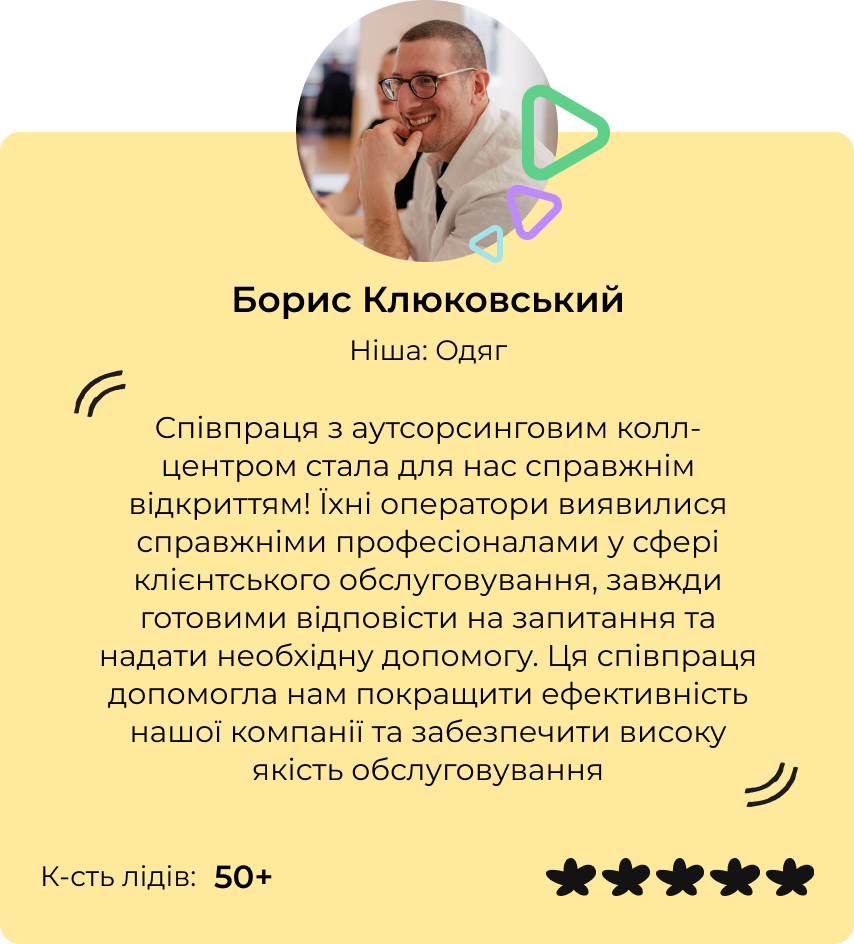 Борис Клюковський
Ніша: Одяг
Співпраця з аутсорсинговим колл-
центром стала для нас справжнім
відкриттям! Їхні оператори виявилися
справжніми професіоналами у сфері
клієнтського обслуговування, завжди
готовими відповісти на запитання та
надати необхідну допомогу. Ця співпраця
допомогла нам покращити ефективність
нашої компанії та забезпечити високу
якість обслуговування
К-сть лідів: 50+